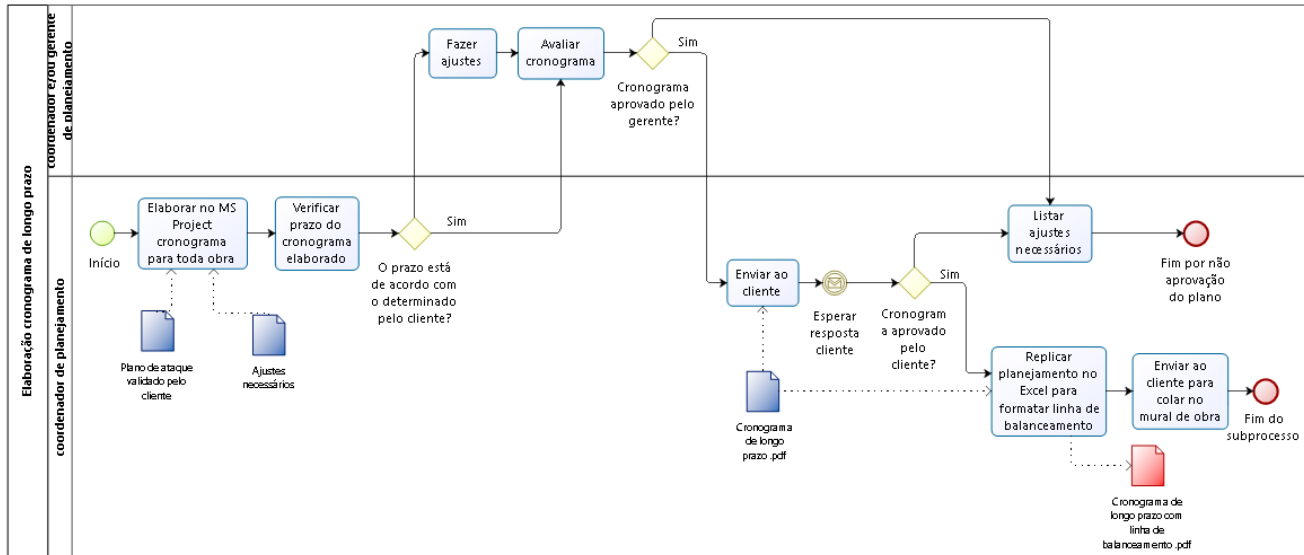 Elaboração cronograma de longo prazo
coordenador e/ou gerente
de planejamento
Fazer
ajustes
Avaliar
cronograma
Sim
Cronograma
aprovado pelo
gerente?
coordenador de planejamento
Início
Elaborar no MS
Project
cronograma
para toda obra
Verificar
prazo do
cronograma
elaborado
Sim
O prazo está
de acordo com
o determinado
pelo cliente?
Plano de ataque
validado pelo
cliente
Ajustes
necessários
Enviar ao
cliente
Esperar
resposta
cliente
Sim
Cronogram
a aprovado
pelo
cliente?
Cronograma
de longo
prazo .pdf
Listar
ajustes
necessários
Fim por não
aprovação
do plano
Replicar
planejamento no
Excel para
formatar linha de
balanceamento
Enviar ao
cliente para
colar no
mural de obra
Fim do
subprocesso
Cronograma de
longo prazo com
linha de
balanceamento .pdf